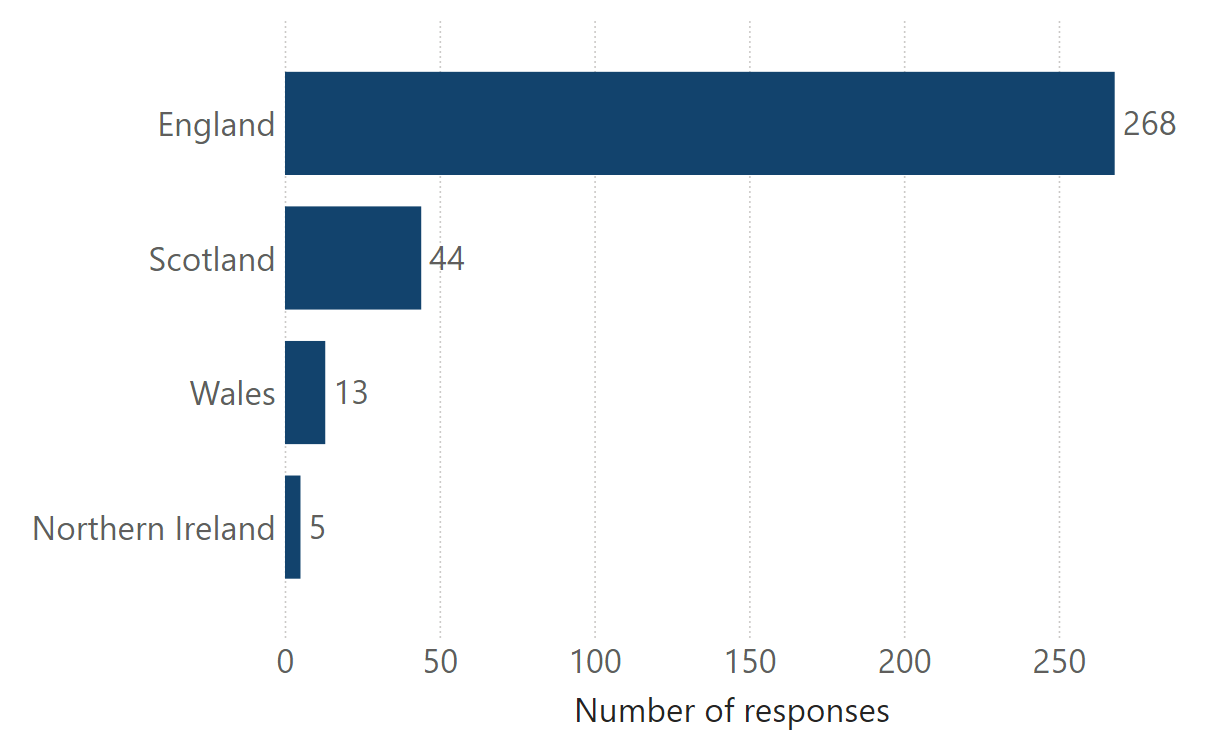 England 268
Scotland 44
Wales 13
Northern Ireland 5
0 50 100 150 200 250
Number of responses